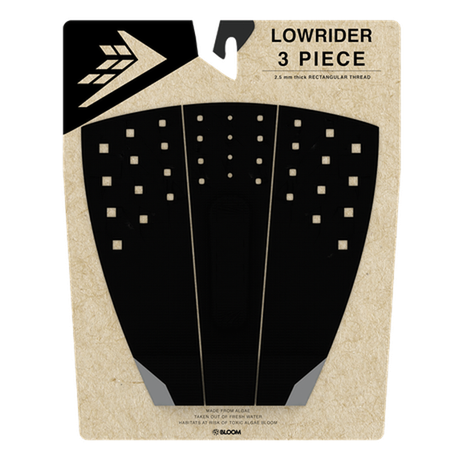 LOWRIDER
3 PIECE
2.5 mm thick RECTANGULAR THREAD
MADE FROM ALGAE
TAKEN OUT OF FRESH WATER
HABITATS AT RISK OF TOXIC ALGAE BLOOM
BLOOM